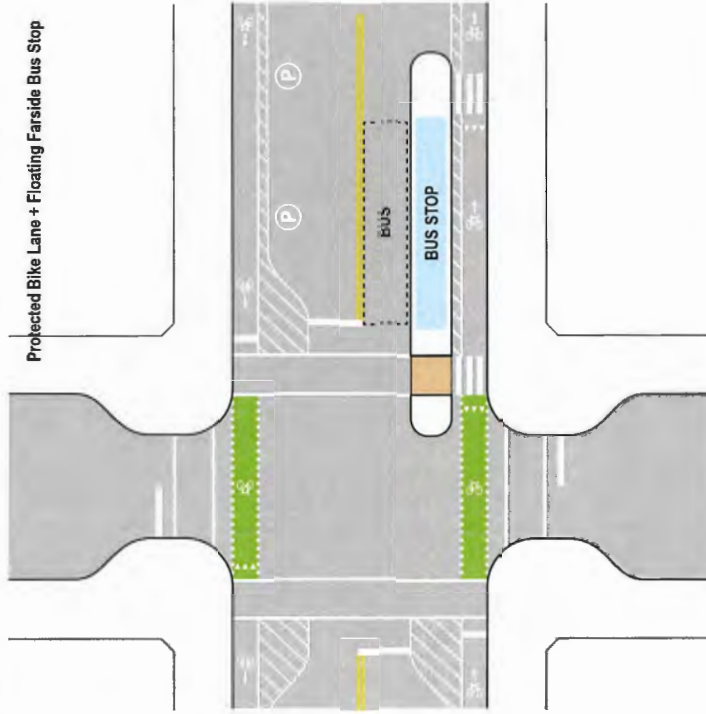 Protected Bike Lane + Floating Farside Bus Stop
P
P
BUS
BUS STOP